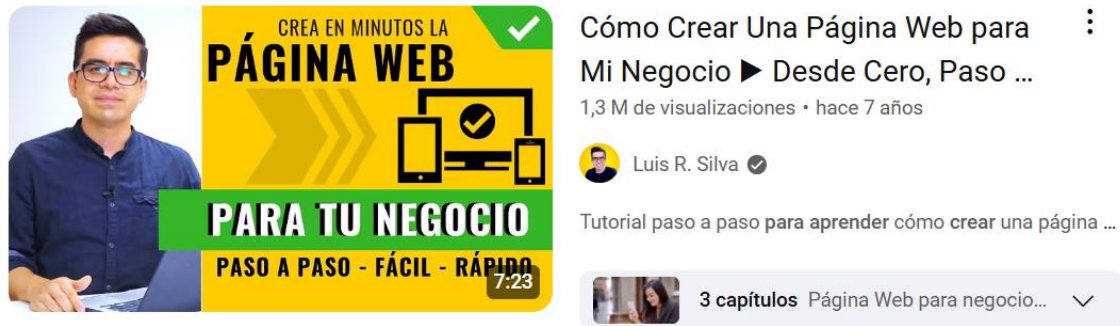 CREA EN MINUTOS LA
PÁGINA WEB
PARA TU NEGOCIO
PASO A PASO - FÁCIL - RÁPIDO
7:23
Cómo Crear Una Página Web para
Mi Negocio ▶ Desde Cero, Paso ...
1,3 M de visualizaciones • hace 7 años
Luis R. Silva
Tutorial paso a paso para aprender cómo crear una página ...
3 capítulos Página Web para negocio...